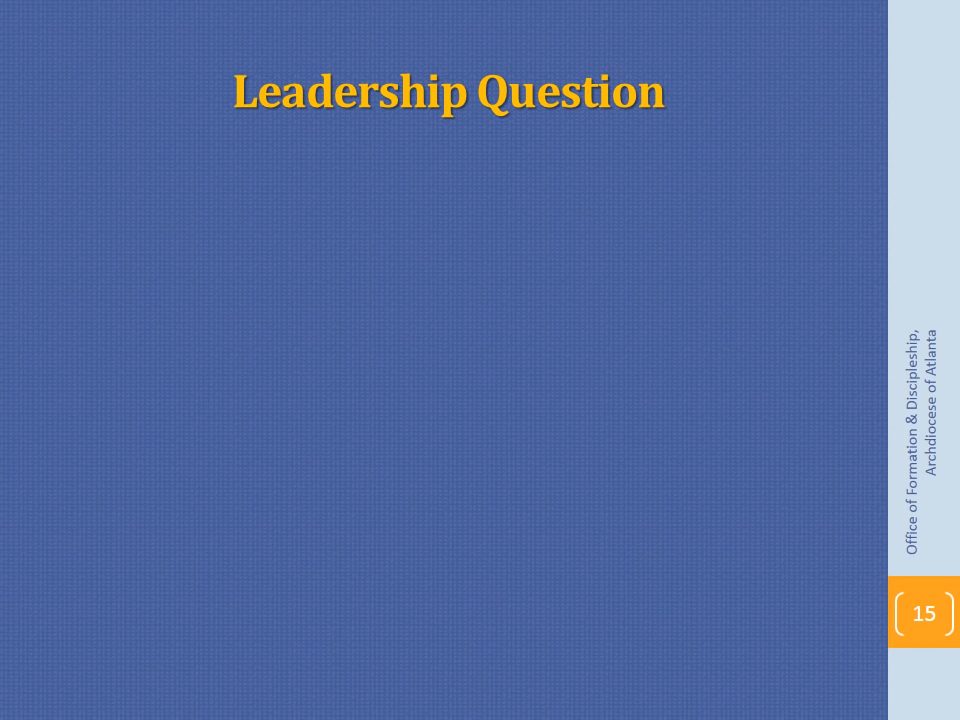 Leadership Question
Office of Formation & Discipleship,
Archdiocese of Atlanta
15